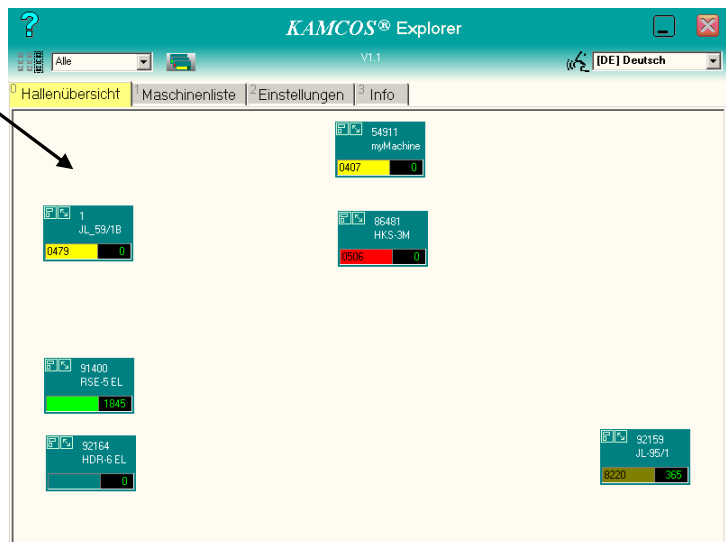 KAMCOS® Explorer
Alle
V1.1
[DE] Deutsch
0 Hallenübersicht
1 Maschinenliste
2 Einstellungen
3 Info
54911
myMachine
0407 0
1
JL_59/1B
0479 0
86481
HKS-3M
0506 0
91400
RSE-5 EL
1845
92164
HDR-6 EL
0
92159
JL-95/1
8220 365